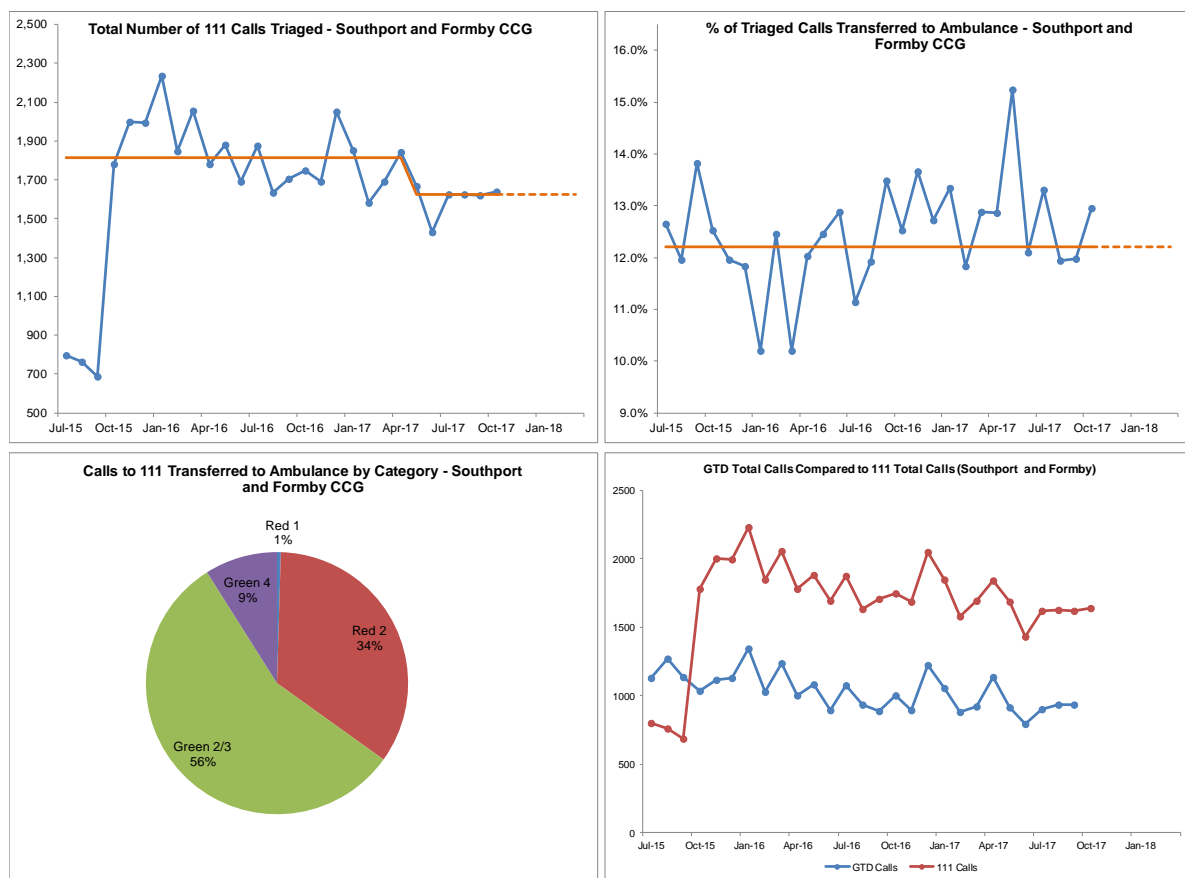 Total Number of 111 Calls Triaged - Southport and Formby CCG
2,500
2,300
2,100
1,900
1,700
1,500
1,300
1,100
900
700
500
Jul-15 Oct-15 Jan-16 Apr-16 Jul-16 Oct-16 Jan-17 Apr-17 Jul-17 Oct-17 Jan-18
% of Triaged Calls Transferred to Ambulance - Southport and
Formby CCG
16.0%
15.0%
14.0%
13.0%
12.0%
11.0%
10.0%
9.0%
Jul-15 Oct-15 Jan-16 Apr-16 Jul-16 Oct-16 Jan-17 Apr-17 Jul-17 Oct-17 Jan-18
Calls to 111 Transferred to Ambulance by Category - Southport
and Formby CCG
Red 1
1%
Green 4
9%
Red 2
34%
Green 2/3
56%
GTD Total Calls Compared to 111 Total Calls (Southport and Formby)
2500
2000
1500
1000
500
0
Jul-15 Oct-15 Jan-16 Apr-16 Jul-16 Oct-16 Jan-17 Apr-17 Jul-17 Oct-17 Jan-18
GTD Calls 111 Calls